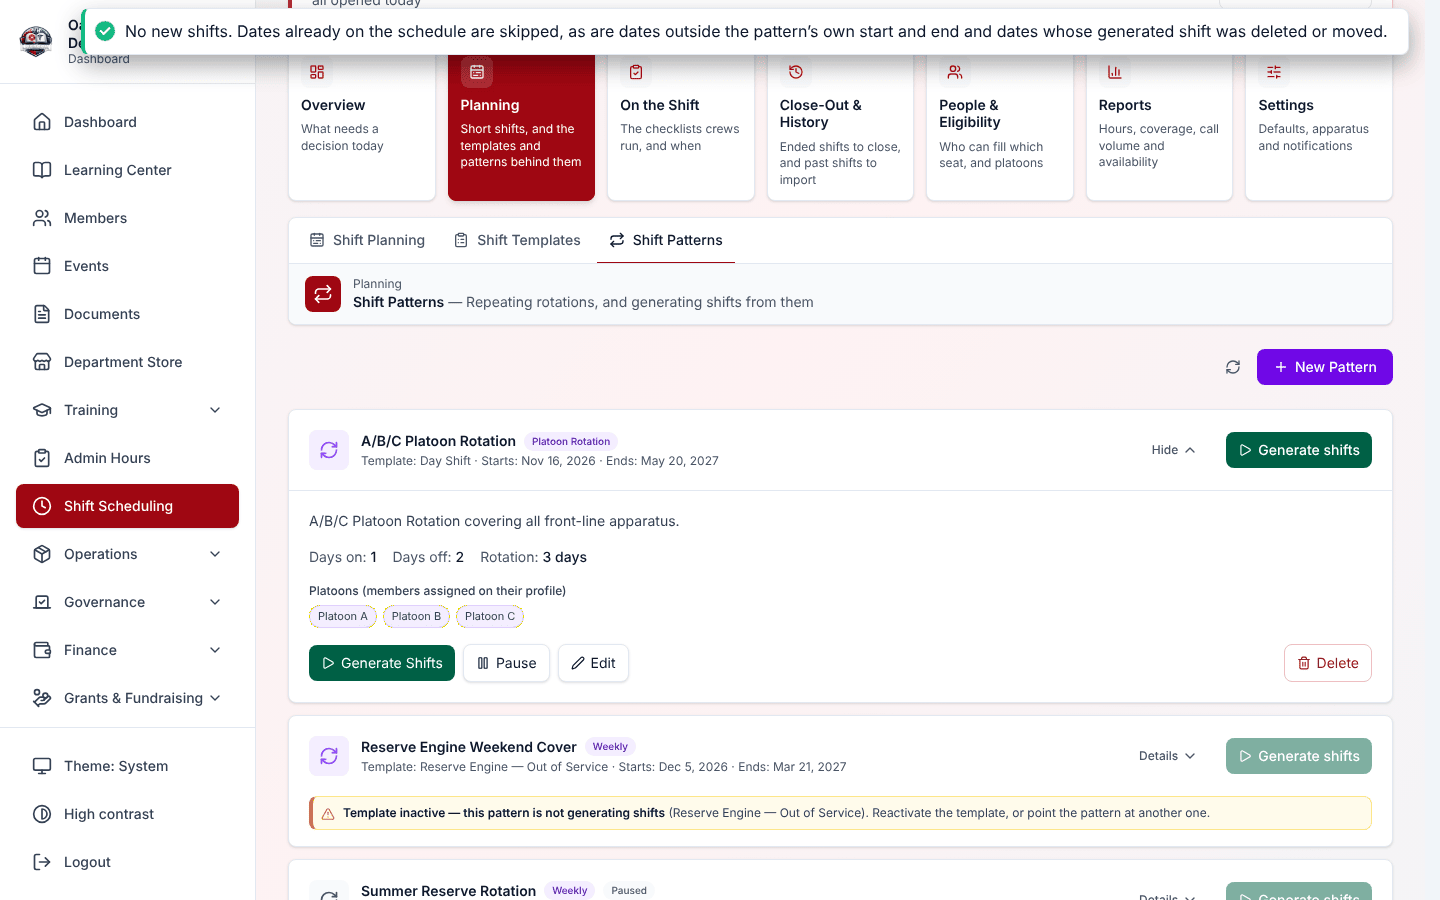 all opened today
No new shifts. Dates already on the schedule are skipped, as are dates outside the pattern’s own start and end and dates whose generated shift was deleted or moved.
Dashboard
Dashboard
Learning Center
Members
Events
Documents
Department Store
Training
Admin Hours
Shift Scheduling
Operations
Governance
Finance
Grants & Fundraising
Theme: System
High contrast
Logout
Overview
What needs a
decision today
Planning
Short shifts, and the
templates and
patterns behind them
On the Shift
The checklists crews
run, and when
Close-Out &
History
Ended shifts to close,
and past shifts to
import
People &
Eligibility
Who can fill which
seat, and platoons
Reports
Hours, coverage, call
volume and
availability
Settings
Defaults, apparatus
and notifications
Shift Planning
Shift Templates
Shift Patterns
Planning
Shift Patterns — Repeating rotations, and generating shifts from them
New Pattern
A/B/C Platoon Rotation Platoon Rotation
Template: Day Shift · Starts: Nov 16, 2026 · Ends: May 20, 2027
Hide
Generate shifts
A/B/C Platoon Rotation covering all front-line apparatus.
Days on: 1 Days off: 2 Rotation: 3 days
Platoons (members assigned on their profile)
Platoon A Platoon B Platoon C
Generate Shifts
Pause
Edit
Delete
Reserve Engine Weekend Cover Weekly
Template: Reserve Engine — Out of Service · Starts: Dec 5, 2026 · Ends: Mar 21, 2027
Details
Generate shifts
Template inactive — this pattern is not generating shifts (Reserve Engine — Out of Service). Reactivate the template, or point the pattern at another one.
Summer Reserve Rotation Weekly Paused
Details
Generate shifts